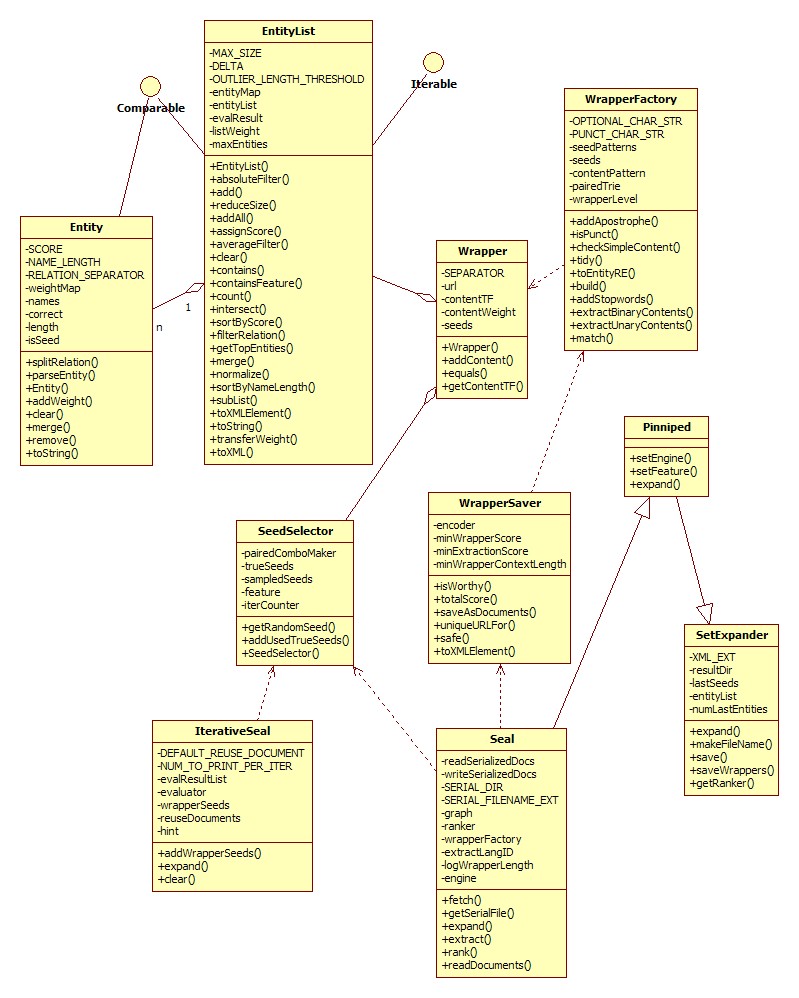 EntityList
-MAX_SIZE
-DELTA
-OUTLIER_LENGTH_THRESHOLD
-entityMap
-entityList
-evalResult
-listWeight
-maxEntities
+EntityList()
+absoluteFilter()
+add()
+reduceSize()
+addAll()
+assignScore()
+averageFilter()
+clear()
+contains()
+containsFeature()
+count()
+intersect()
+sortByScore()
+filterRelation()
+getTopEntities()
+merge()
+normalize()
+sortByNameLength()
+subList()
+toXMLElement()
+toString()
+transferWeight()
+toXML()
Comparable
Iterable
WrapperFactory
-OPTIONAL_CHAR_STR
-PUNCT_CHAR_STR
-seedPatterns
-seeds
-contentPattern
-pairedTrie
-wrapperLevel
+addApostrophe()
+isPunct()
+checkSimpleContent()
+tidy()
+toEntityRE()
+build()
+addStopwords()
+extractBinaryContents()
+extractUnaryContents()
+match()
Entity
-SCORE
-NAME_LENGTH
-RELATION_SEPARATOR
-weightMap
-names
-correct
-length
-isSeed
+splitRelation()
+parseEntity()
+Entity()
+addWeight()
+clear()
+merge()
+remove()
+toString()
1
n
Wrapper
-SEPARATOR
-url
-contentTF
-contentWeight
-seeds
+Wrapper()
+addContent()
+equals()
+getContentTF()
Pinniped
+setEngine()
+setFeature()
+expand()
SeedSelector
-pairedComboMaker
-trueSeeds
-sampledSeeds
-feature
-iterCounter
+getRandomSeed()
+addUsedTrueSeeds()
+SeedSelector()
WrapperSaver
-encoder
-minWrapperScore
-minExtractionScore
-minWrapperContextLength
+isWorthy()
+totalScore()
+saveAsDocuments()
+uniqueURLFor()
+safe()
+toXMLElement()
SetExpander
-XML_EXT
-resultDir
-lastSeeds
-entityList
-numLastEntities
+expand()
+makeFileName()
+save()
+saveWrappers()
+getRanker()
IterativeSeal
-DEFAULT_REUSE_DOCUMENT
-NUM_TO_PRINT_PER_ITER
-evalResultList
-evaluator
-wrapperSeeds
-reuseDocuments
-hint
+addWrapperSeeds()
+expand()
+clear()
Seal
-readSerializedDocs
-writeSerializedDocs
-SERIAL_DIR
-SERIAL_FILENAME_EXT
-graph
-ranker
-wrapperFactory
-extractLangID
-logWrapperLength
-engine
+fetch()
+getSerialFile()
+expand()
+extract()
+rank()
+readDocuments()